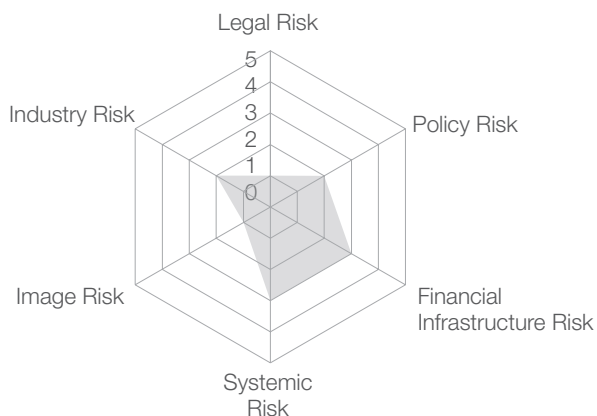 Legal Risk
5
4
3
2
1
0
Industry Risk
Policy Risk
Image Risk
Financial
Infrastructure Risk
Systemic
Risk